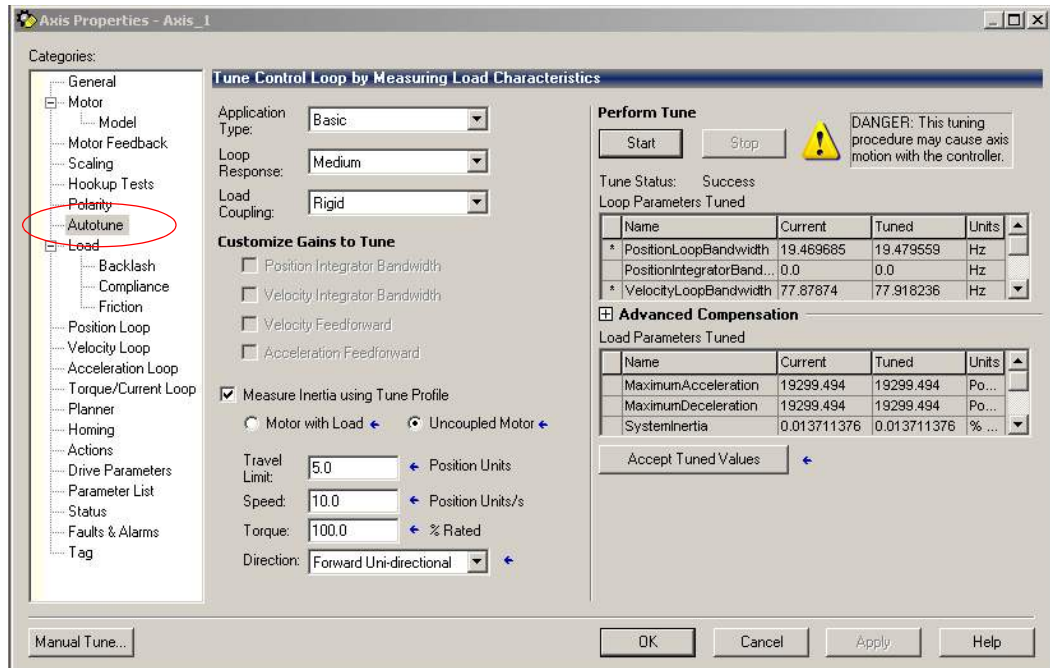 Axis Properties - Axis_1
Categories:
General
Motor
Model
Motor Feedback
Scaling
Hookup Tests
Polarity
Autotune
Load
Backlash
Compliance
Friction
Position Loop
Velocity Loop
Acceleration Loop
Torque/Current Loop
Planner
Homing
Actions
Drive Parameters
Parameter List
Status
Faults & Alarms
Tag
Tune Control Loop by Measuring Load Characteristics
Application Type: Basic
Loop Response: Medium
Load Coupling: Rigid
Customize Gains to Tune
Position Integrator Bandwidth
Velocity Integrator Bandwidth
Velocity Feedforward
Acceleration Feedforward
Measure Inertia using Tune Profile
Motor with Load Uncoupled Motor
Travel Limit: 5.0 Position Units
Speed: 10.0 Position Units/s
Torque: 100.0 % Rated
Direction: Forward Uni-directional
Perform Tune
Start Stop
DANGER: This tuning
procedure may cause axis
motion with the controller.
Tune Status: Success
Loop Parameters Tuned
Name Current Tuned Units
* PositionLoopBandwidth 19.469685 19.479559 Hz
PositionIntegratorBand... 0.0 0.0 Hz
* VelocityLoopBandwidth 77.87874 77.918236 Hz
Advanced Compensation
Load Parameters Tuned
Name Current Tuned Units
MaximumAcceleration 19299.494 19299.494 Po...
MaximumDeceleration 19299.494 19299.494 Po...
SystemInertia 0.013711376 0.013711376 % ...
Accept Tuned Values
Manual Tune... OK Cancel Apply Help